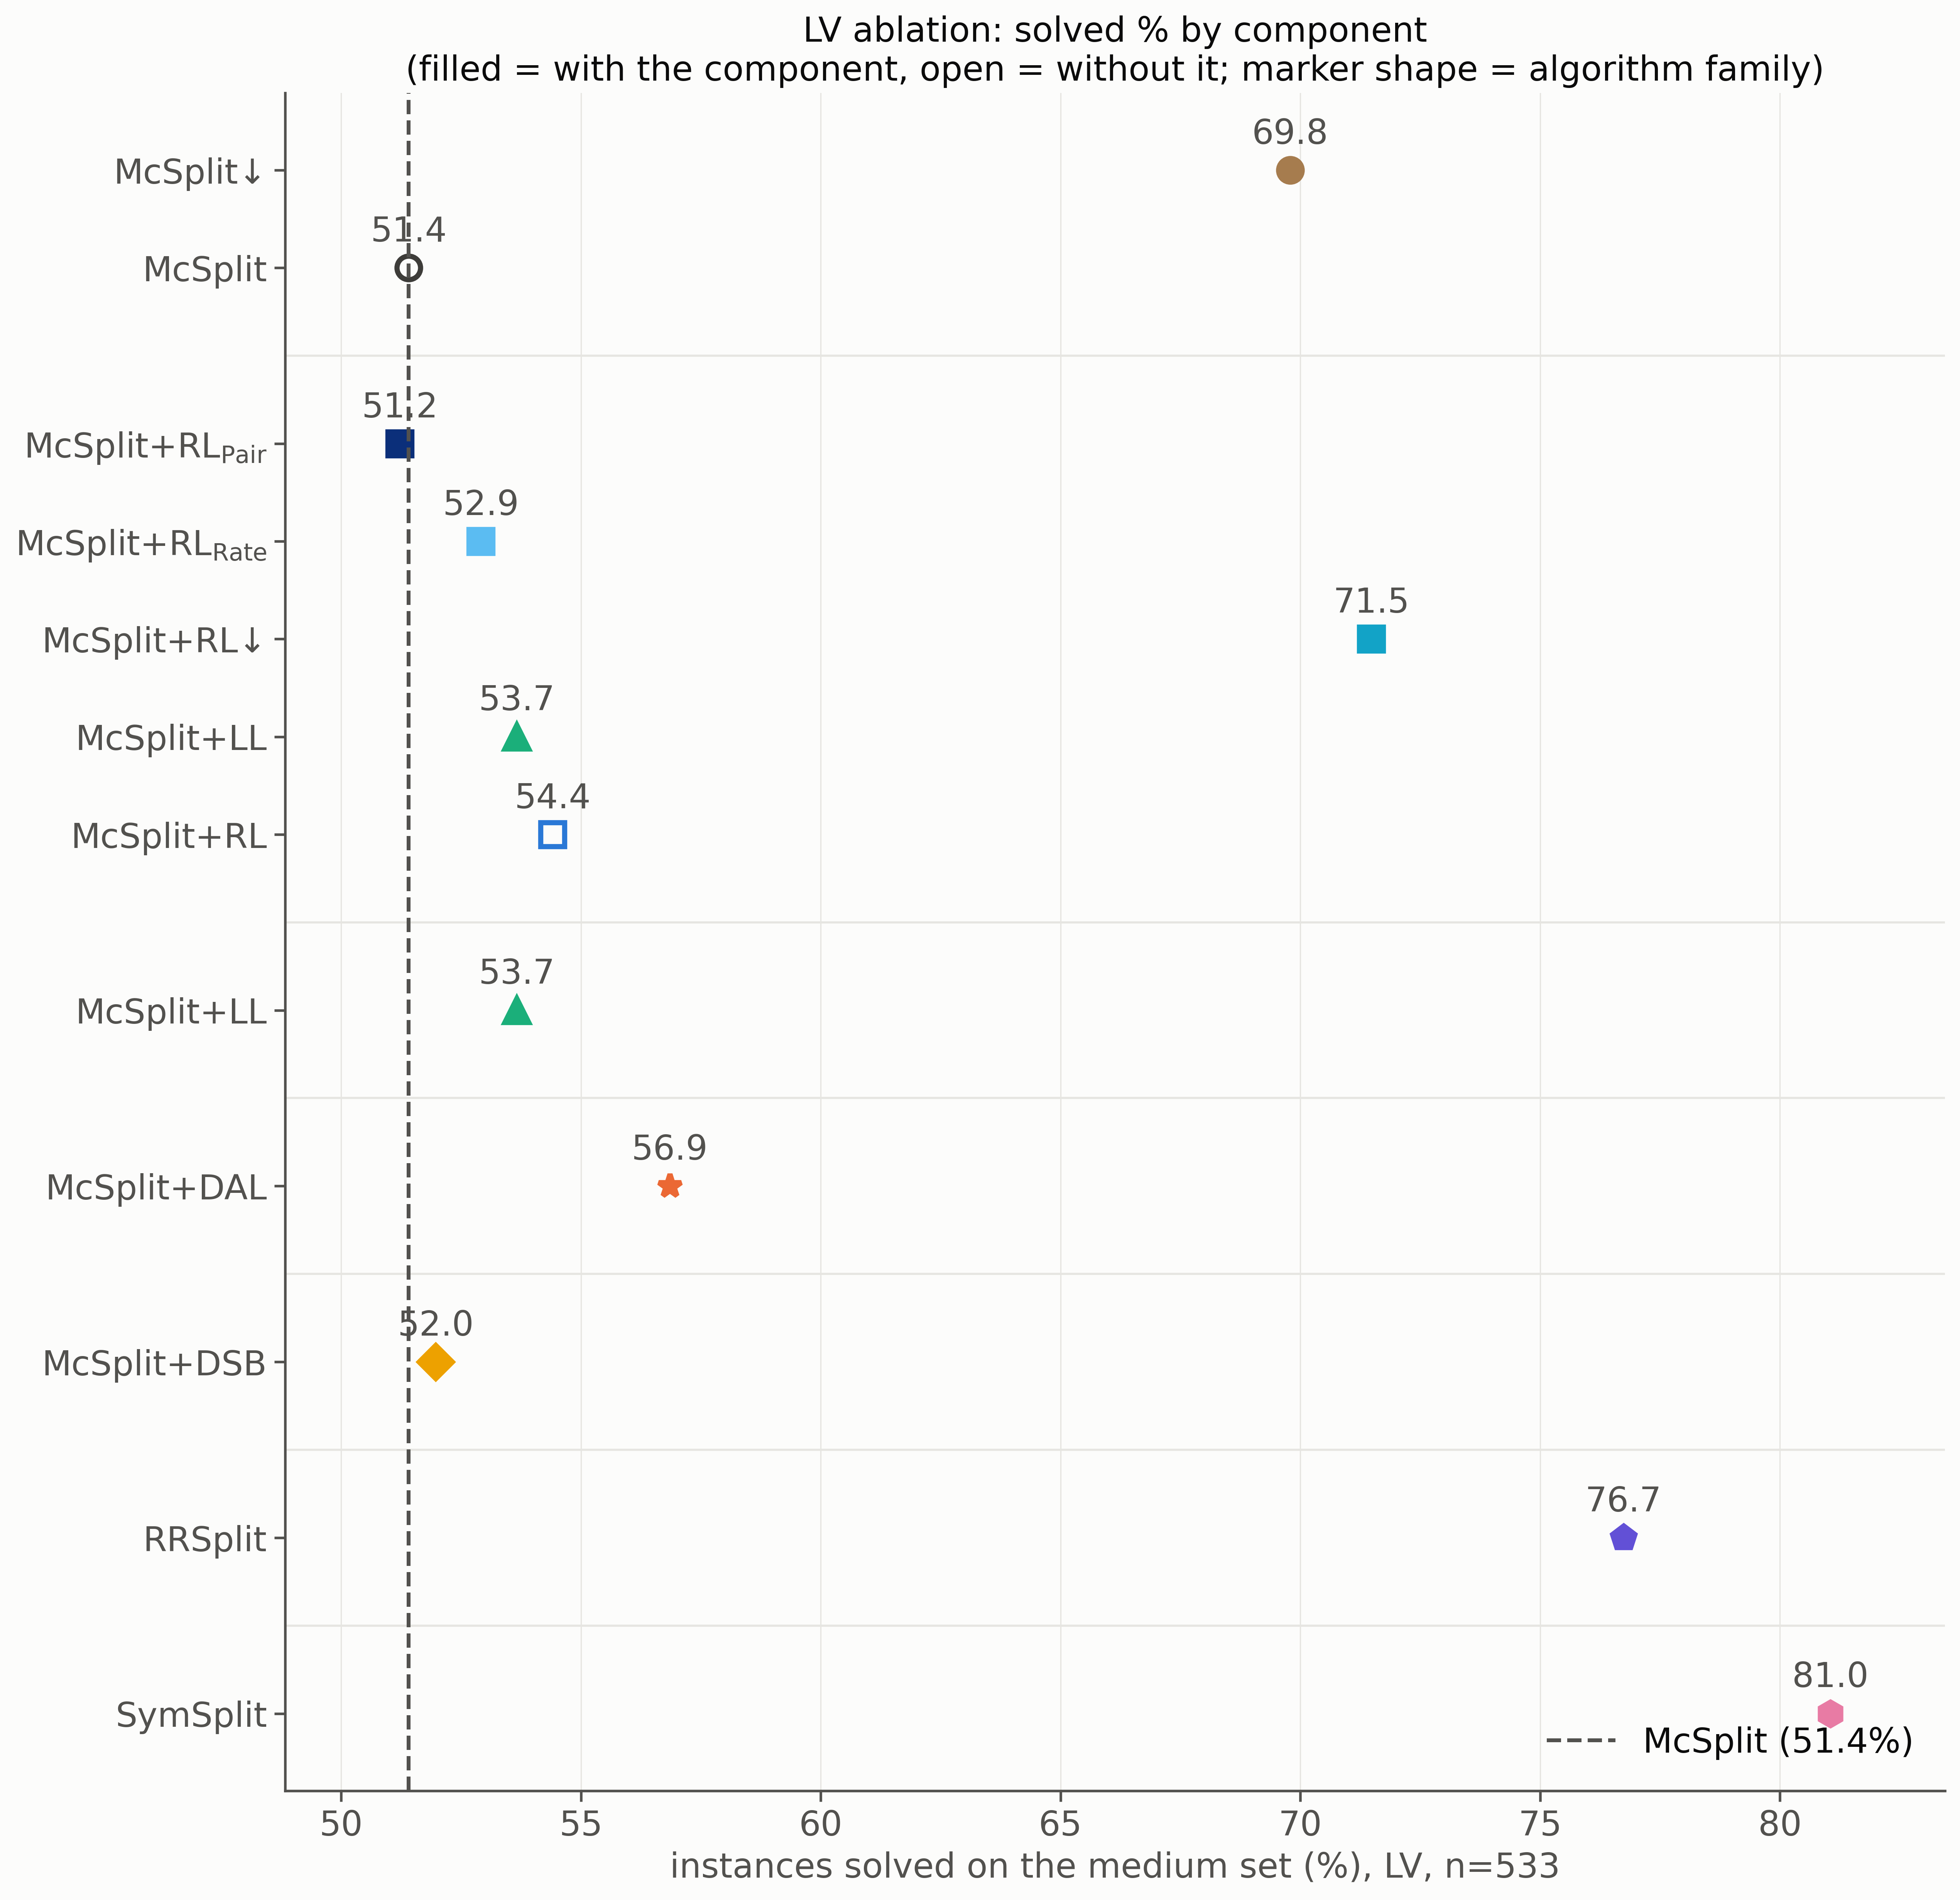 LV ablation: solved % by component
(filled = with the component, open = without it; marker shape = algorithm family)
McSplit↓
69.8
McSplit
51.4
McSplit+RL_Pair
51.2
McSplit+RL_Rate
52.9
McSplit+RL↓
71.5
McSplit+LL
53.7
McSplit+RL
54.4
McSplit+LL
53.7
McSplit+DAL
56.9
McSplit+DSB
52.0
RRSplit
76.7
SymSplit
81.0
McSplit (51.4%)
50 55 60 65 70 75 80
instances solved on the medium set (%), LV, n=533